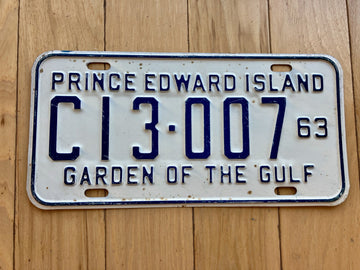 PRINCE EDWARD ISLAND
C13·007 63
GARDEN OF THE GULF